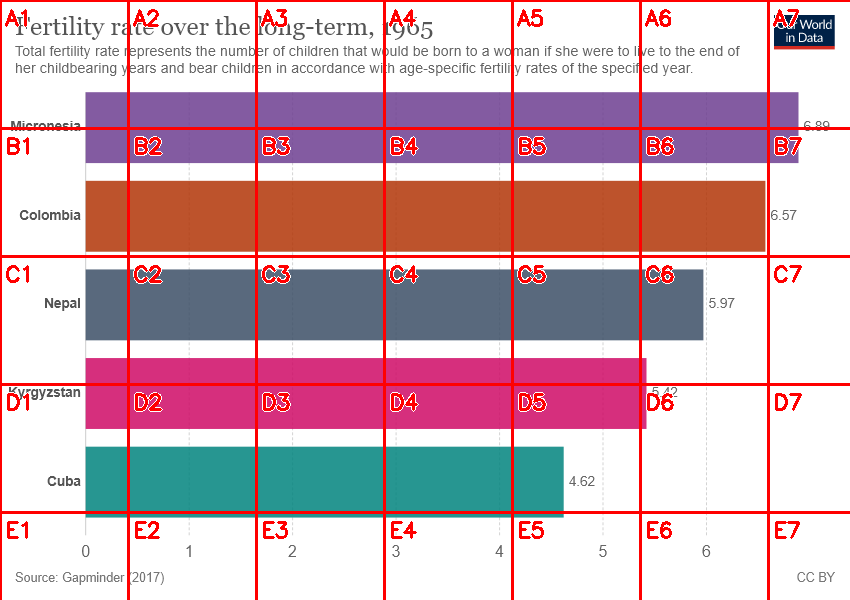 Fertility rate over the long-term, 1965
Our World
in Data
Total fertility rate represents the number of children that would be born to a woman if she were to live to the end of
her childbearing years and bear children in accordance with age-specific fertility rates of the specified year.
A1 A2 A3 A4 A5 A6 A7
Micronesia 6.89
B1 B2 B3 B4 B5 B6 B7
Colombia 6.57
C1 C2 C3 C4 C5 C6 C7
Nepal 5.97
Kyrgyzstan 5.42
D1 D2 D3 D4 D5 D6 D7
Cuba 4.62
E1 E2 E3 E4 E5 E6 E7
0 1 2 3 4 5 6
Source: Gapminder (2017) CC BY